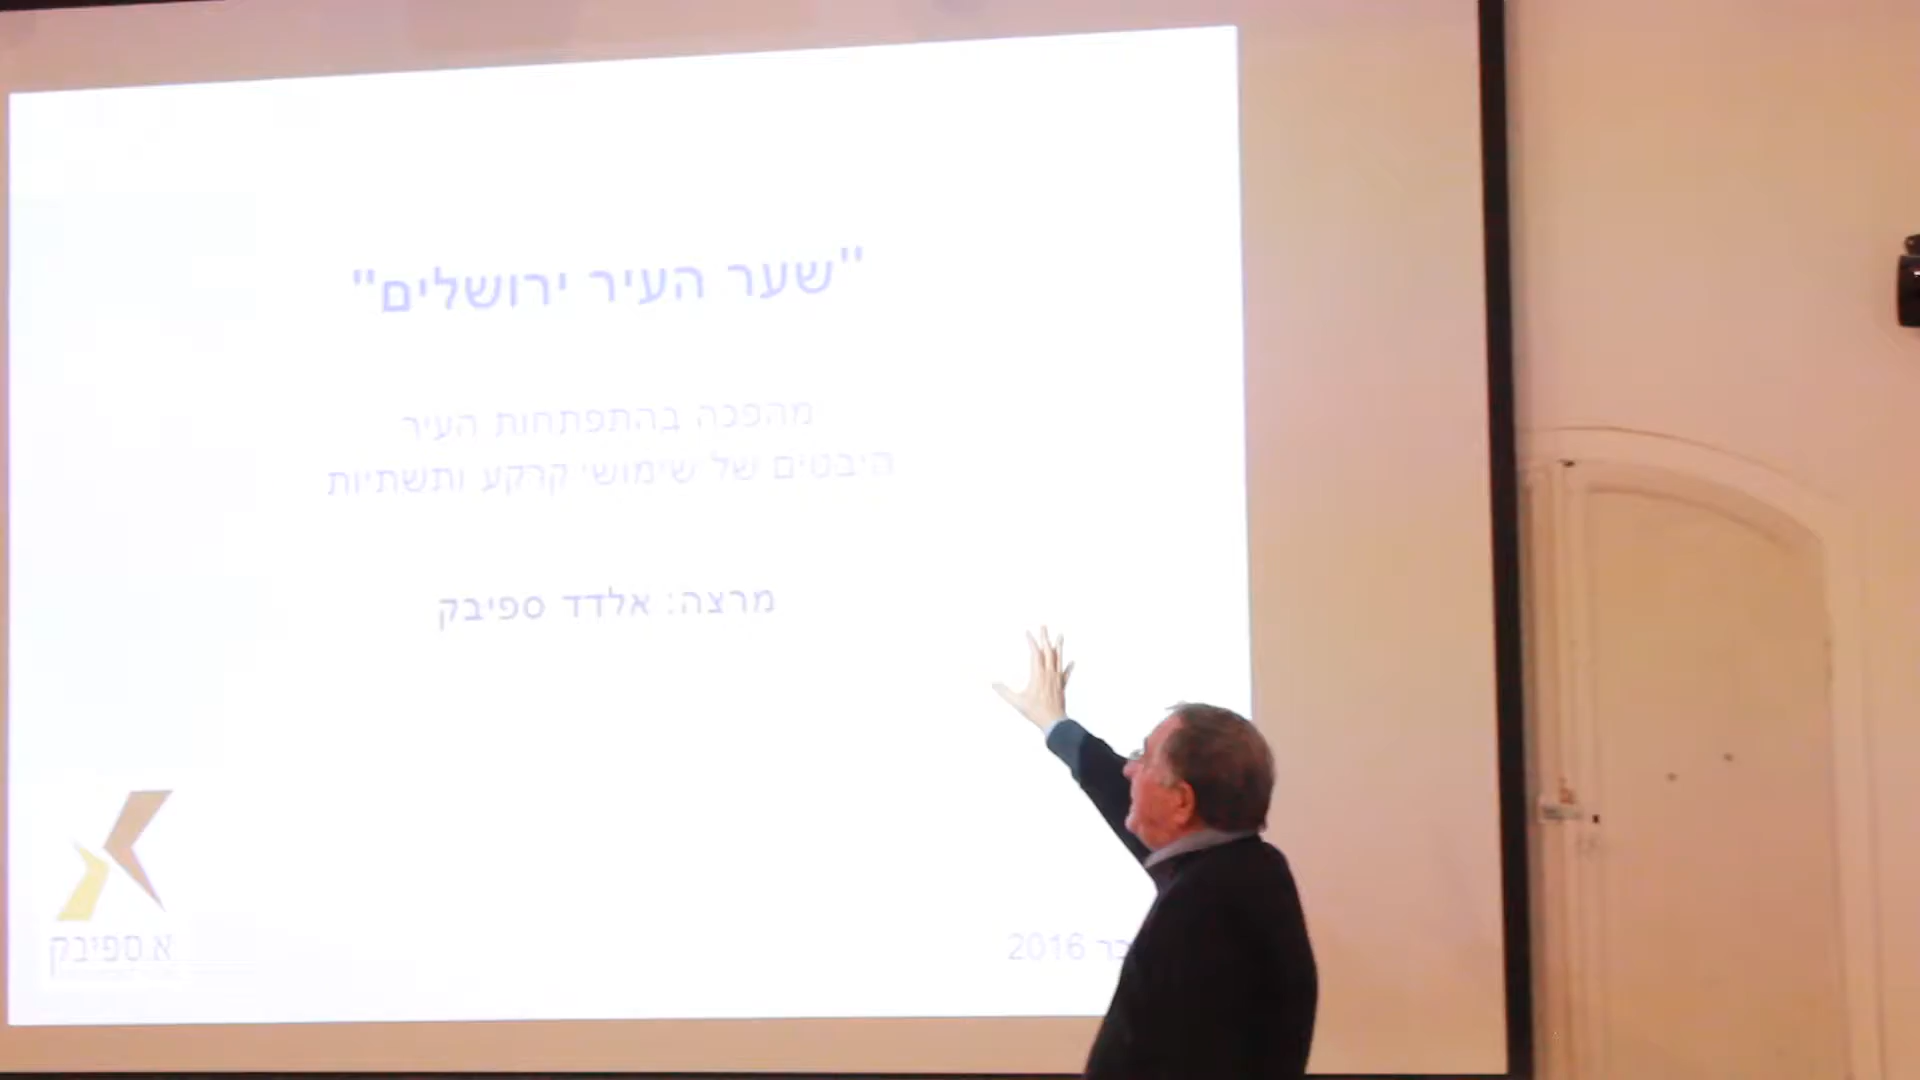 "שער העיר ירושלים"
מהפכה בהתפתחות העיר
היבטים של שימושי קרקע ותשתיות
מרצה: אלדד ספיבק
א.ספיבק
2016